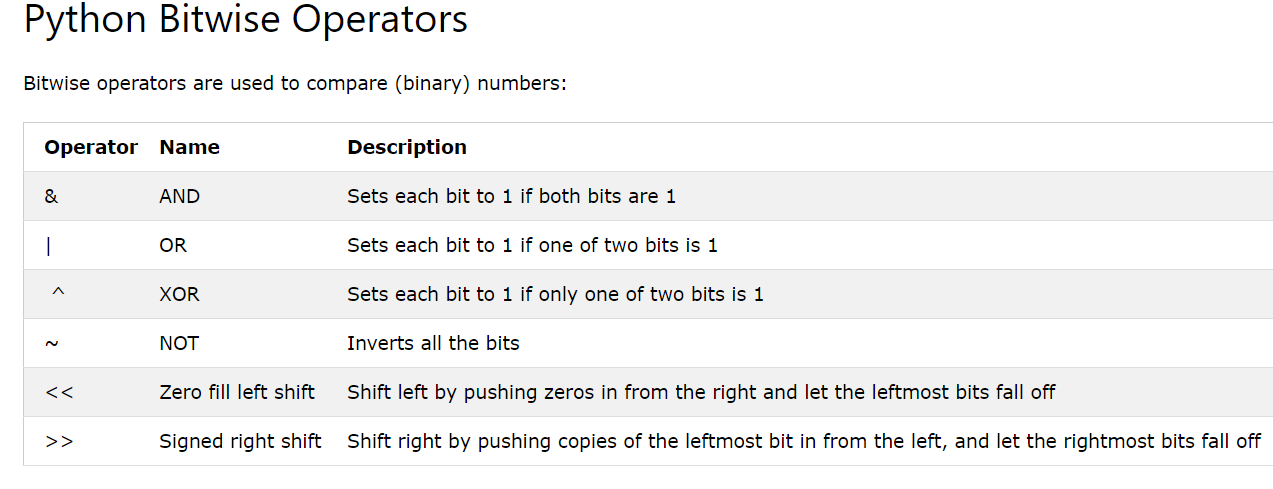 Python Bitwise Operators
Bitwise operators are used to compare (binary) numbers:
Operator Name Description
& AND Sets each bit to 1 if both bits are 1
| OR Sets each bit to 1 if one of two bits is 1
^ XOR Sets each bit to 1 if only one of two bits is 1
~ NOT Inverts all the bits
<< Zero fill left shift Shift left by pushing zeros in from the right and let the leftmost bits fall off
>> Signed right shift Shift right by pushing copies of the leftmost bit in from the left, and let the rightmost bits fall off